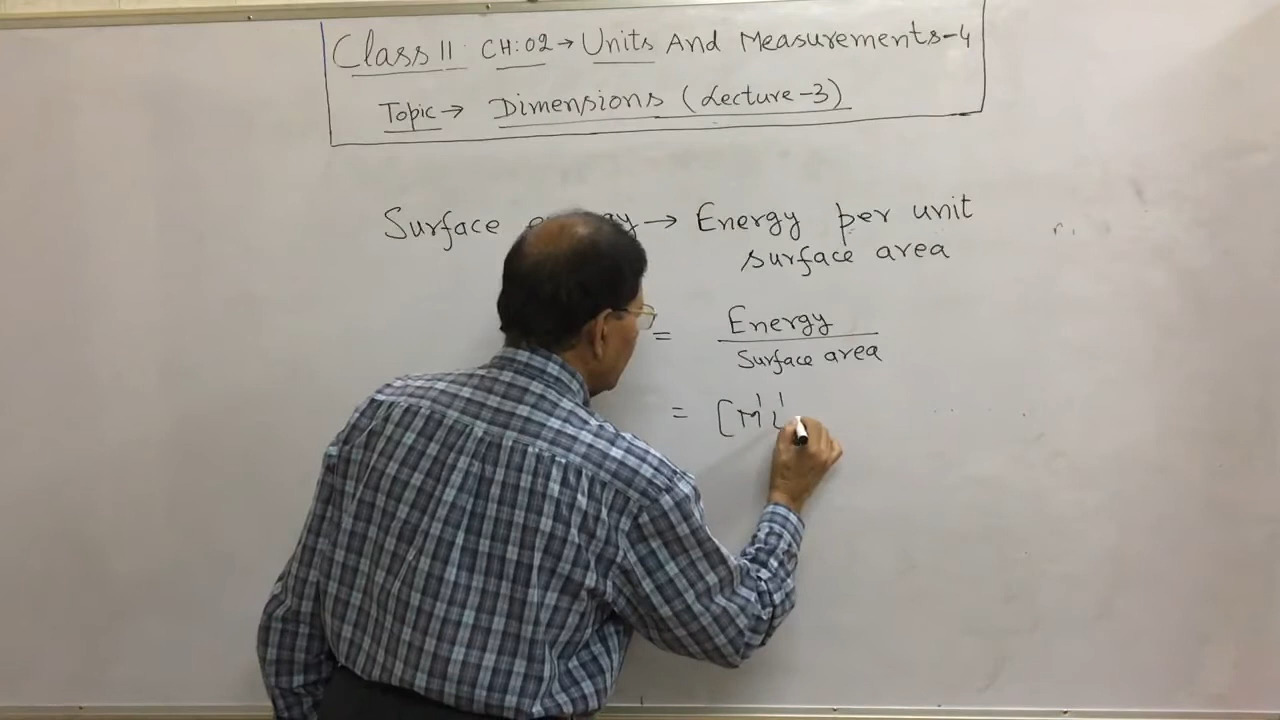 Class 11 CH:02 → Units And Measurements-4
Topic → Dimensions (Lecture-3)
Surface → Energy per unit
surface area
= Energy
Surface area
= [M¹L¹